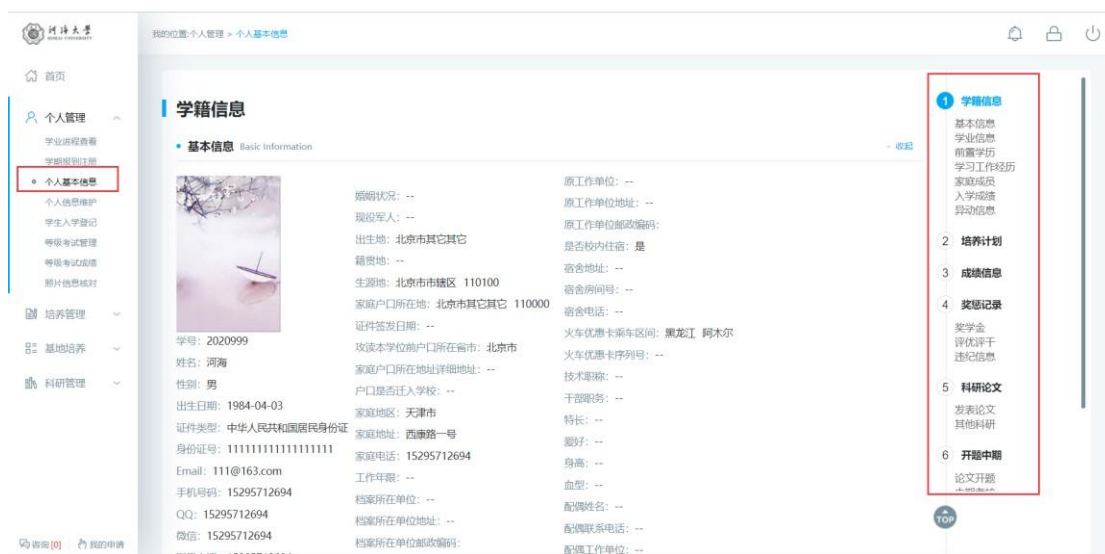 河海大学
HOHAI UNIVERSITY
我的位置:个人管理 > 个人基本信息
首页
个人管理
学业进程查看
学期报到注册
个人基本信息
个人信息维护
学生入学登记
等级考试管理
等级考试成绩
照片信息核对
培养管理
基地培养
科研管理
咨询[0]
我的申请
学籍信息
基本信息 Basic Information
收起
学号：2020999
姓名：河海
性别：男
出生日期：1984-04-03
证件类型：中华人民共和国居民身份证
身份证号：111111111111111111
Email：111@163.com
手机号码：15295712694
QQ：15295712694
微信：15295712694
婚姻状况：--
现役军人：--
出生地：北京市其它其它
籍贯地：--
生源地：北京市市辖区 110100
家庭户口所在地：北京市其它其它 110000
证件签发日期：--
攻读本学位前户口所在省市：北京市
家庭户口所在地址详细地址：--
户口是否迁入学校：--
家庭地区：天津市
家庭地址：西康路一号
家庭电话：15295712694
工作年限：--
档案所在单位：--
档案所在单位地址：--
档案所在单位邮政编码：
原工作单位：--
原工作单位地址：--
原工作单位邮政编码：
是否校内住宿：是
宿舍地址：--
宿舍房间号：--
宿舍电话：--
火车优惠卡乘车区间：黑龙江 阿木尔
火车优惠卡序列号：--
技术职称：--
干部职务：--
特长：--
爱好：--
身高：--
血型：--
配偶姓名：--
配偶联系电话：--
配偶工作单位：--
1 学籍信息
基本信息
学业信息
前置学历
学习工作经历
家庭成员
入学成绩
异动信息
2 培养计划
3 成绩信息
4 奖惩记录
奖学金
评优评干
违纪信息
5 科研论文
发表论文
其他科研
6 开题中期
论文开题
TOP